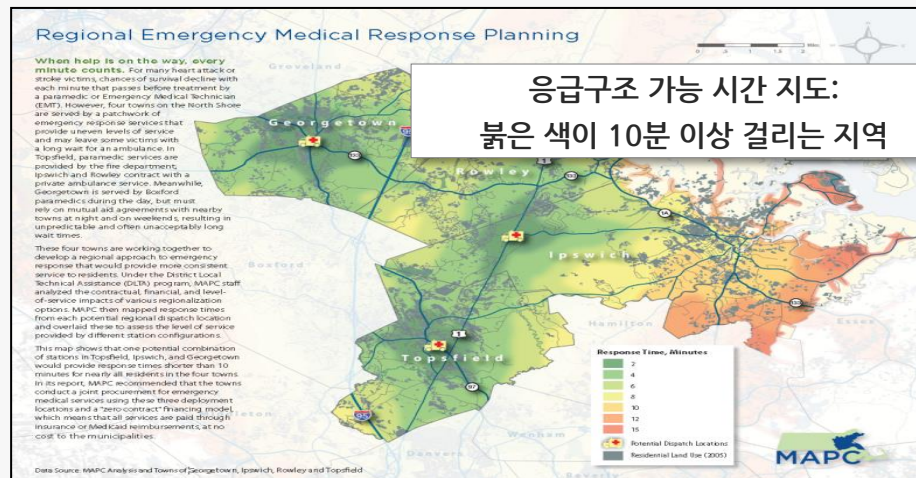 Regional Emergency Medical Response Planning
When help is on the way, every
minute counts. For many heart attack or
stroke victims, chances of survival decline with
each minute that passes before treatment by
a paramedic or Emergency Medical Technician
(EMT). However, four towns on the North Shore
are served by a patchwork of
emergency response services that
provide uneven levels of service
and may leave some victims with
a long wait for an ambulance. In
Topsfield, paramedic services are
provided by the fire department;
Ipswich and Rowley contract with a
private ambulance service. Meanwhile,
Georgetown is served by Boxford
paramedics during the day, but must
rely on mutual aid agreements with nearby
towns at night and on weekends, resulting in
unpredictable and often unacceptably long
wait times.
These four towns are working together to
develop a regional approach to emergency
response that would provide more consistent
service to residents. Under the District Local
Technical Assistance (DLTA) program, MAPC staff
analyzed the contractual, financial, and level-
of-service impacts of various regionalization
options. MAPC then mapped response times
from each potential regional dispatch location
and overlaid these to assess the level of service
provided by different station configurations.
This map shows that one potential combination
of stations in Topsfield, Ipswich, and Georgetown
would provide response times shorter than 10
minutes for nearly all residents in the four towns.
In its report, MAPC recommended that the towns
conduct a joint procurement for emergency
medical services using these three deployment
locations and a "zero contract" financing model,
which means that all services are paid through
insurance or Medicaid reimbursements, at no
cost to the municipalities.
Data Source: MAPC Analysis and Towns of Georgetown, Ipswich, Rowley and Topsfield
응급구조 가능 시간 지도:
붉은 색이 10분 이상 걸리는 지역
Groveland
Georgetown
95
133
1
Rowley
133
1A
Boxford
Ipswich
133
Hamilton
Essex
1
Topsfield
97
95
Wenham
Danvers
Beverly
Response Time, Minutes
2
4
6
8
10
12
15
Potential Dispatch Locations
Residential Land Use (2005)
MAPC